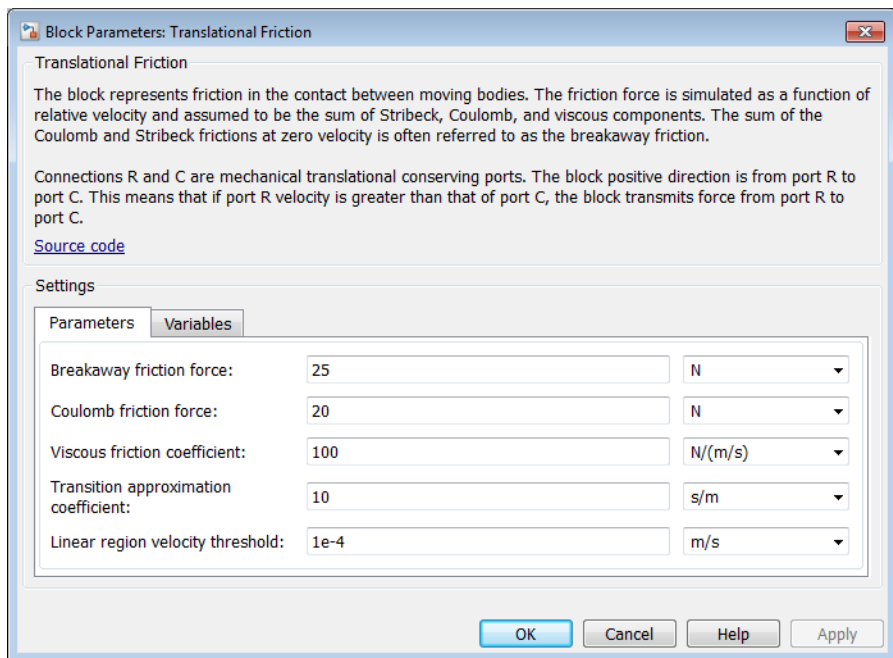 Block Parameters: Translational Friction
Translational Friction
The block represents friction in the contact between moving bodies. The friction force is simulated as a function of
relative velocity and assumed to be the sum of Stribeck, Coulomb, and viscous components. The sum of the
Coulomb and Stribeck frictions at zero velocity is often referred to as the breakaway friction.
Connections R and C are mechanical translational conserving ports. The block positive direction is from port R to
port C. This means that if port R velocity is greater than that of port C, the block transmits force from port R to
port C.
Source code
Settings
Parameters Variables
Breakaway friction force: 25 N
Coulomb friction force: 20 N
Viscous friction coefficient: 100 N/(m/s)
Transition approximation
coefficient: 10 s/m
Linear region velocity threshold: 1e-4 m/s
OK Cancel Help Apply